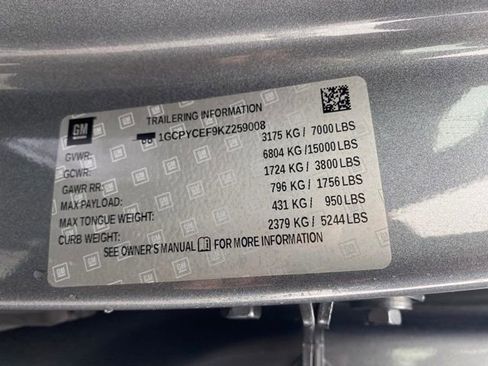 GM
TRAILERING INFORMATION
1GCPYCEF9KZ259008
GVWR: 3175 KG / 7000 LBS
GCWR: 6804 KG /15000 LBS
GAWR RR: 1724 KG / 3800 LBS
MAX PAYLOAD: 796 KG / 1756 LBS
MAX TONGUE WEIGHT: 431 KG / 950 LBS
CURB WEIGHT: 2379 KG / 5244 LBS
SEE OWNER'S MANUAL FOR MORE INFORMATION